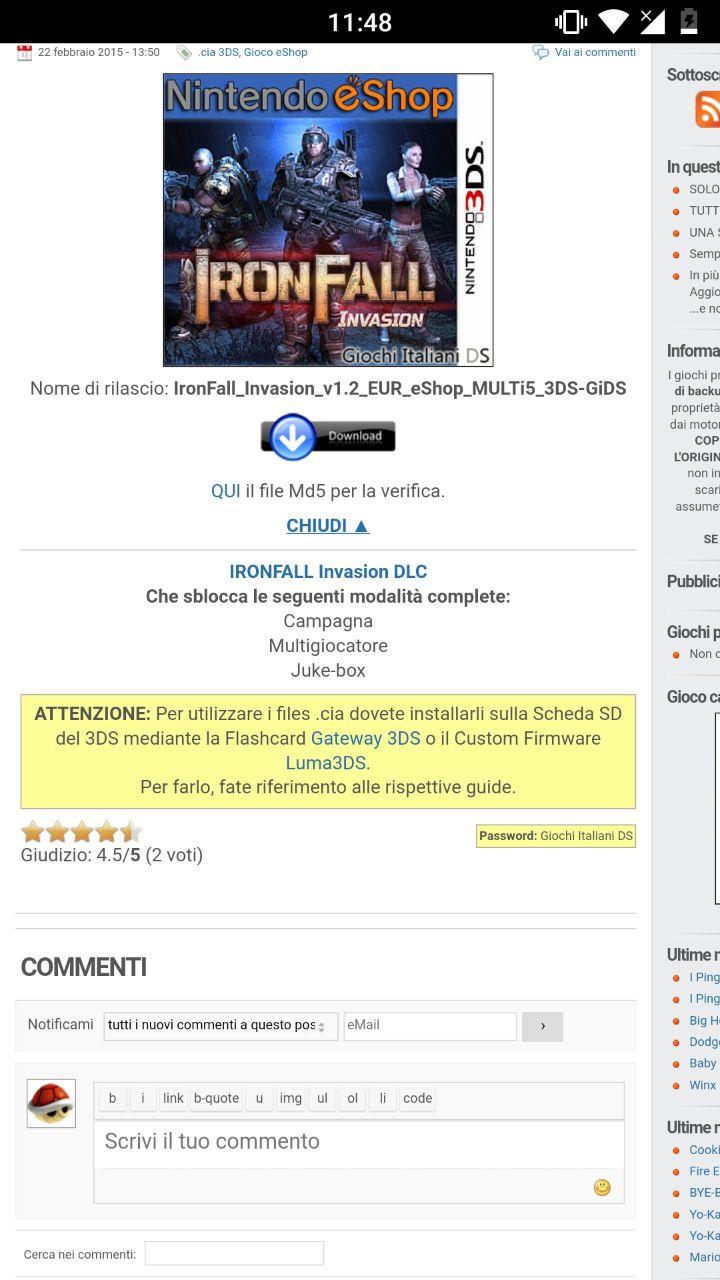 11:48
22 febbraio 2015 - 13:50
.cia 3DS, Gioco eShop
Vai ai commenti
Nintendo eShop
NINTENDO 3DS
IRONFALL
INVASION
Giochi Italiani DS
Nome di rilascio: IronFall_Invasion_v1.2_EUR_eShop_MULTi5_3DS-GiDS
Download
QUI il file Md5 per la verifica.
CHIUDI ▲
IRONFALL Invasion DLC
Che sblocca le seguenti modalità complete:
Campagna
Multigiocatore
Juke-box
ATTENZIONE: Per utilizzare i files .cia dovete installarli sulla Scheda SD
del 3DS mediante la Flashcard Gateway 3DS o il Custom Firmware
Luma3DS.
Per farlo, fate riferimento alle rispettive guide.
Giudizio: 4.5/5 (2 voti)
Password: Giochi Italiani DS
COMMENTI
Notificami
tutti i nuovi commenti a questo pos
eMail
›
b i link b-quote u img ul ol li code
Scrivi il tuo commento
Cerca nei commenti:
Sottosc
In quest
SOLO
TUTT
UNA S
Semp
In più
Aggio
...e no
Informa
I giochi pr
di backu
proprietà
dai motor
COP
L'ORIGIN
non in
scari
assumet
SE
Pubblici
Giochi p
Non c
Gioco ca
Ultime n
I Ping
I Ping
Big He
Dodge
Baby
Winx
Ultime n
Cooki
Fire E
BYE-B
Yo-Ka
Yo-Ka
Mario